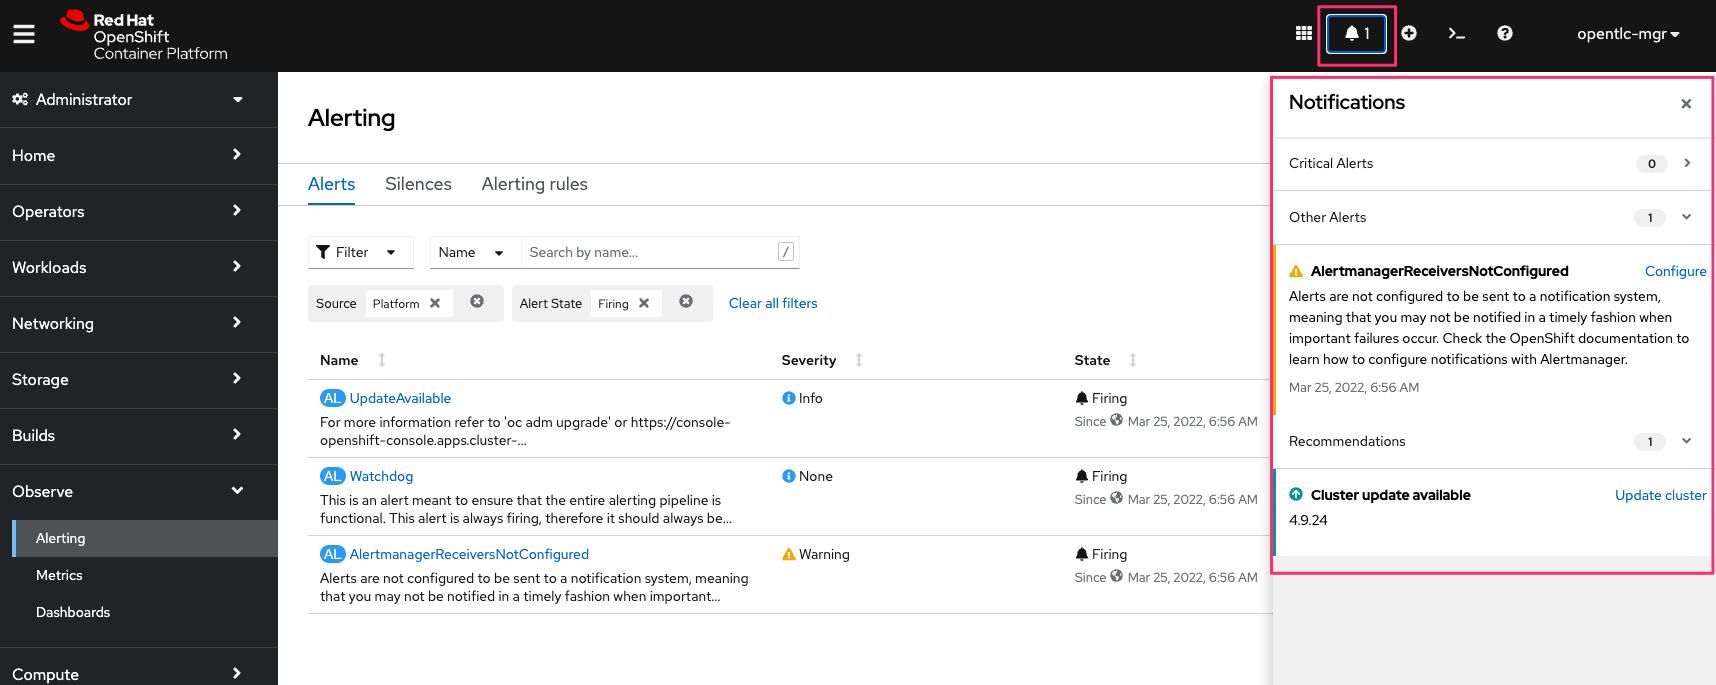 Red Hat
OpenShift
Container Platform
1
>_
?
opentlc-mgr
Administrator
Home
Operators
Workloads
Networking
Storage
Builds
Observe
Alerting
Metrics
Dashboards
Compute
Alerting
Alerts Silences Alerting rules
Filter Name Search by name... /
Source Platform Alert State Firing Clear all filters
Name Severity State
AL UpdateAvailable Info Firing
For more information refer to 'oc adm upgrade' or https://console-
openshift-console.apps.cluster-...
Since Mar 25, 2022, 6:56 AM
AL Watchdog None Firing
This is an alert meant to ensure that the entire alerting pipeline is
functional. This alert is always firing, therefore it should always be...
Since Mar 25, 2022, 6:56 AM
AL AlertmanagerReceiversNotConfigured Warning Firing
Alerts are not configured to be sent to a notification system, meaning
that you may not be notified in a timely fashion when important...
Since Mar 25, 2022, 6:56 AM
Notifications
Critical Alerts 0
Other Alerts 1
AlertmanagerReceiversNotConfigured Configure
Alerts are not configured to be sent to a notification system,
meaning that you may not be notified in a timely fashion when
important failures occur. Check the OpenShift documentation to
learn how to configure notifications with Alertmanager.
Mar 25, 2022, 6:56 AM
Recommendations 1
Cluster update available Update cluster
4.9.24